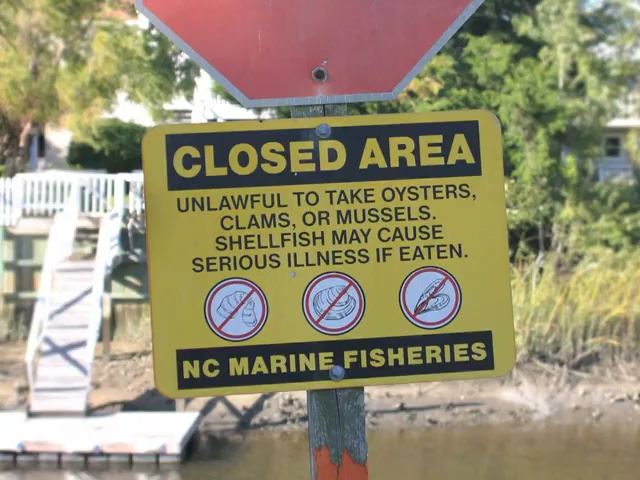 CLOSED AREA
UNLAWFUL TO TAKE OYSTERS,
CLAMS, OR MUSSELS.
SHELLFISH MAY CAUSE
SERIOUS ILLNESS IF EATEN.
NC MARINE FISHERIES